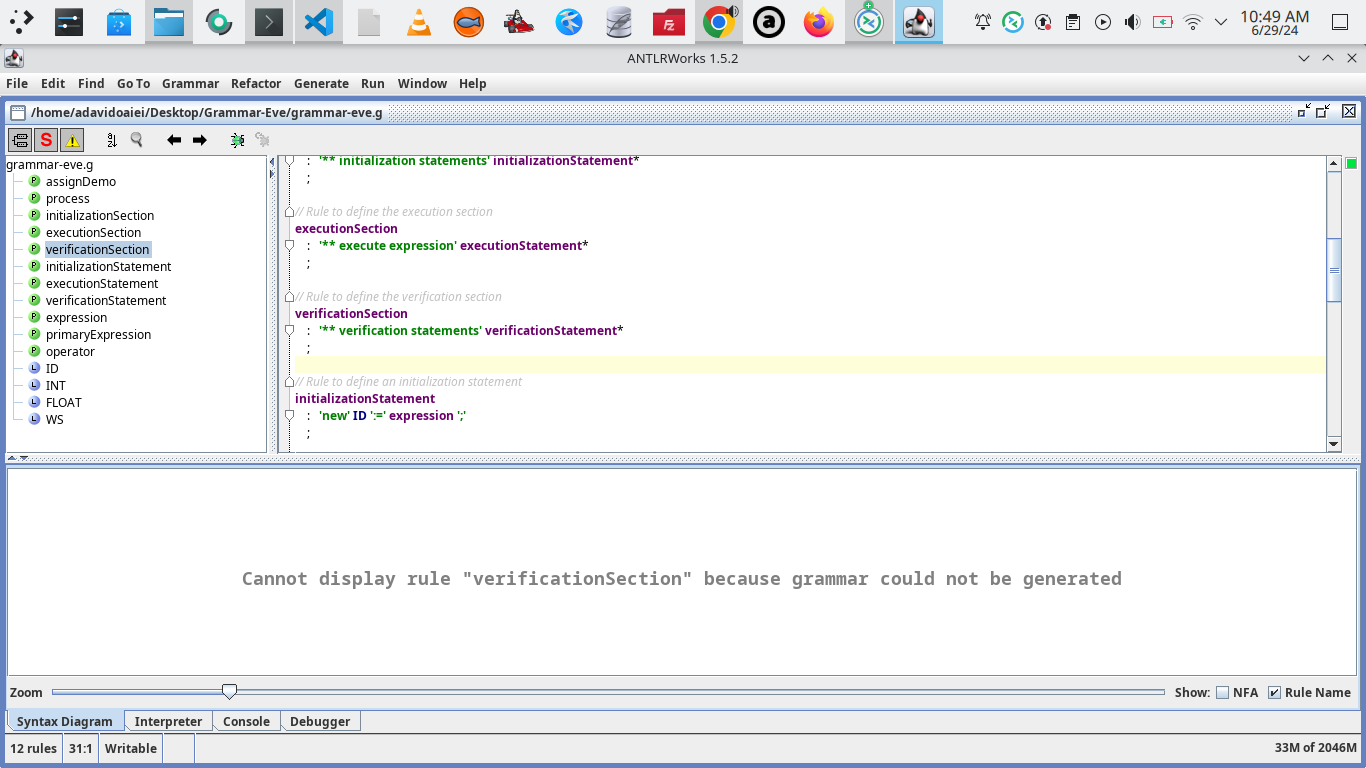 10:49 AM
6/29/24
ANTLRWorks 1.5.2
File Edit Find Go To Grammar Refactor Generate Run Window Help
/home/adavidoaiei/Desktop/Grammar-Eve/grammar-eve.g
S
grammar-eve.g
P assignDemo
P process
P initializationSection
P executionSection
P verificationSection
P initializationStatement
P executionStatement
P verificationStatement
P expression
P primaryExpression
P operator
L ID
L INT
L FLOAT
L WS
: '** initialization statements' initializationStatement*
;
// Rule to define the execution section
executionSection
: '** execute expression' executionStatement*
;
// Rule to define the verification section
verificationSection
: '** verification statements' verificationStatement*
;
// Rule to define an initialization statement
initializationStatement
: 'new' ID ':=' expression ';'
;
Cannot display rule "verificationSection" because grammar could not be generated
Zoom Show: NFA Rule Name
Syntax Diagram Interpreter Console Debugger
12 rules 31:1 Writable 33M of 2046M